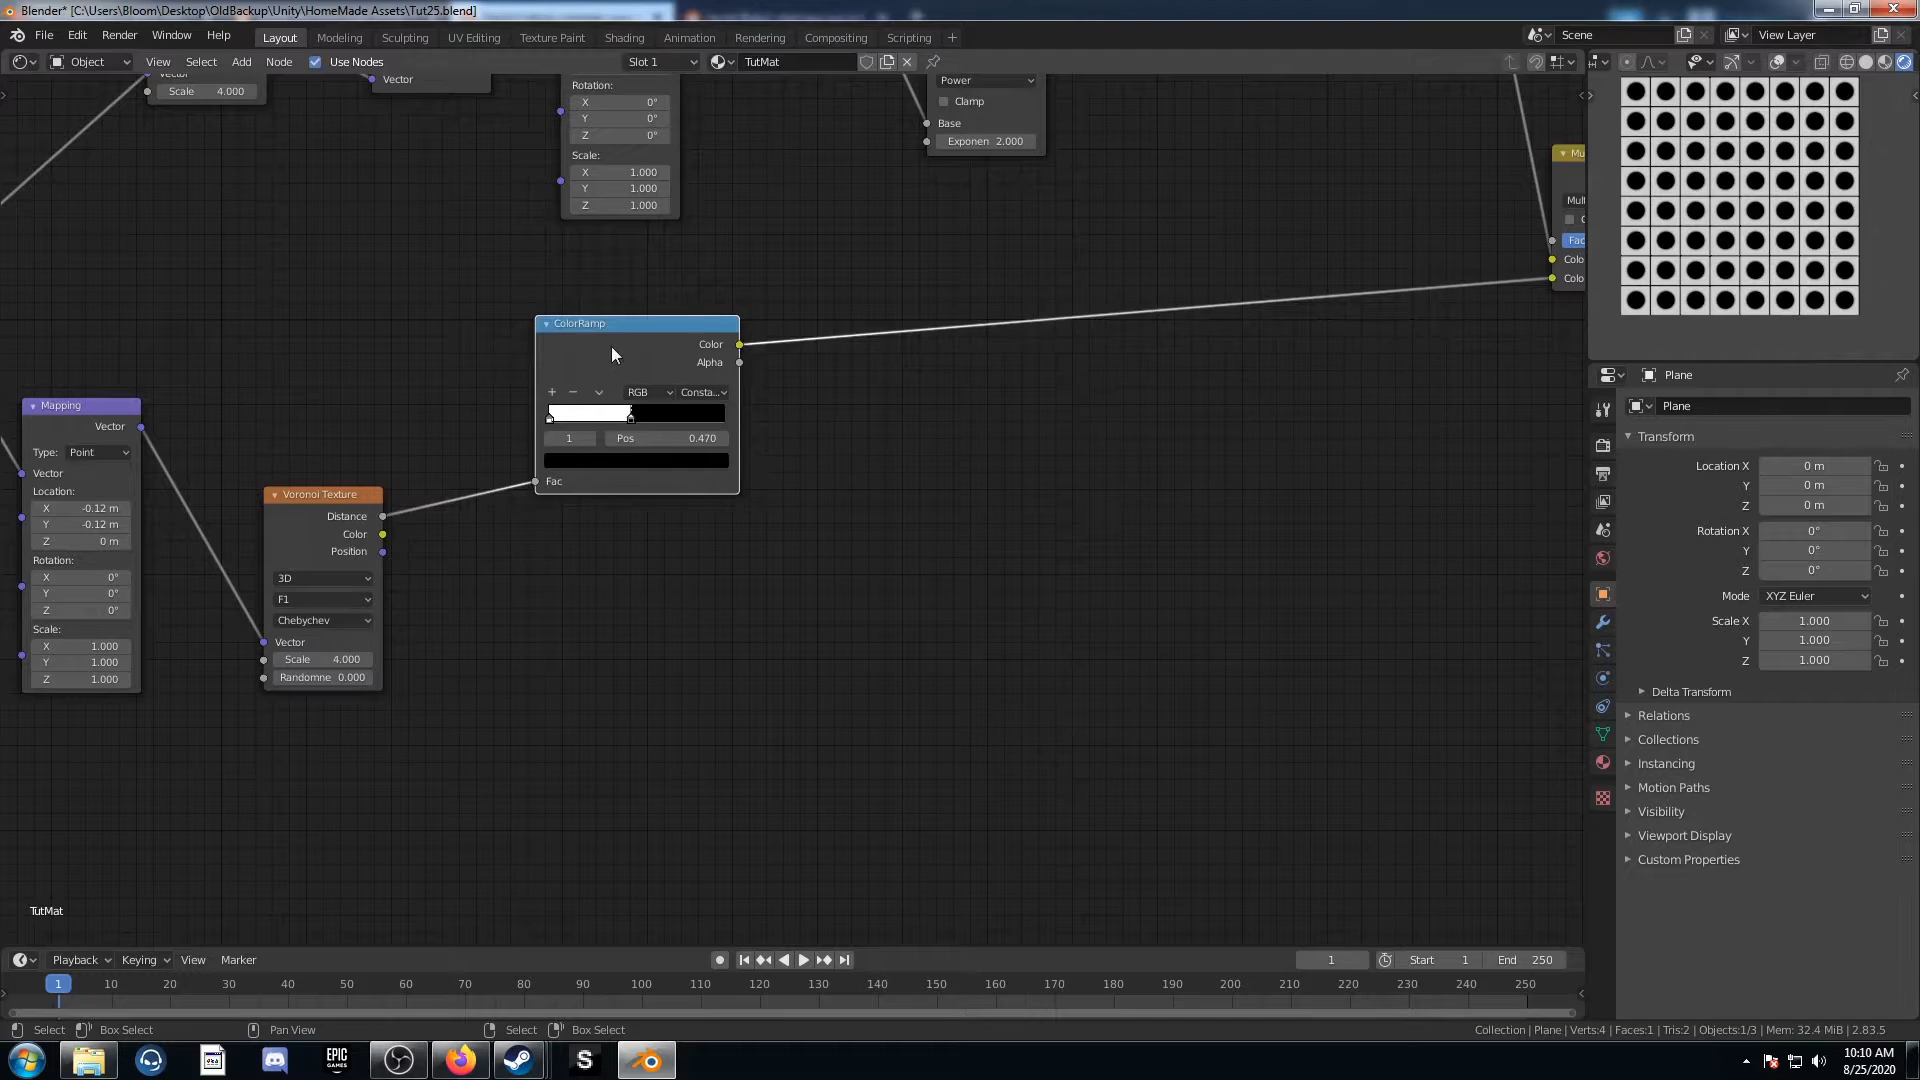 Blender* [C:\Users\Bloom\Desktop\OldBackup\Unity\HomeMade Assets\Tut25.blend]
File Edit Render Window Help Layout Modeling Sculpting UV Editing Texture Paint Shading Animation Rendering Compositing Scripting + Scene View Layer
Object View Select Add Node Use Nodes Slot 1 TutMat
Vector
Scale 4.000
Vector
Rotation:
X 0°
Y 0°
Z 0°
Scale:
X 1.000
Y 1.000
Z 1.000
Power
Clamp
Base
Exponen 2.000
Mu
Mult
C
Fac
Colo
Colo
ColorRamp
Color
Alpha
+ − RGB Consta...
1 Pos 0.470
Fac
Mapping
Vector
Type: Point
Vector
Location:
X -0.12 m
Y -0.12 m
Z 0 m
Rotation:
X 0°
Y 0°
Z 0°
Scale:
X 1.000
Y 1.000
Z 1.000
Voronoi Texture
Distance
Color
Position
3D
F1
Chebychev
Vector
Scale 4.000
Randomne 0.000
Plane
Plane
Transform
Location X 0 m
Y 0 m
Z 0 m
Rotation X 0°
Y 0°
Z 0°
Mode XYZ Euler
Scale X 1.000
Y 1.000
Z 1.000
Delta Transform
Relations
Collections
Instancing
Motion Paths
Visibility
Viewport Display
Custom Properties
TutMat
Playback Keying View Marker 1 Start 1 End 250
1 10 20 30 40 50 60 70 80 90 100 110 120 130 140 150 160 170 180 190 200 210 220 230 240 250
Select Box Select Pan View Select Box Select Collection | Plane | Verts:4 | Faces:1 | Tris:2 | Objects:1/3 | Mem: 32.4 MiB | 2.83.5
EPIC GAMES
S
10:10 AM
8/25/2020